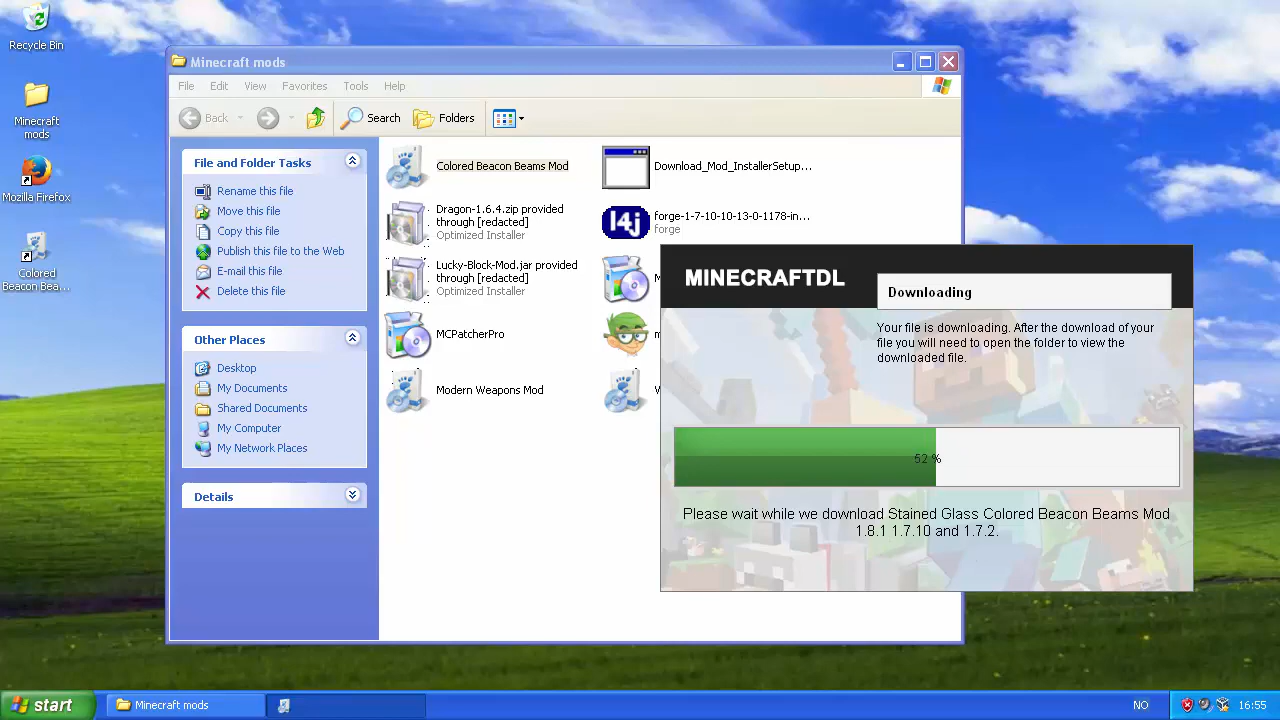 Recycle Bin
Minecraft
mods
Mozilla Firefox
Colored
Beacon Bea...
Minecraft mods
File Edit View Favorites Tools Help
Back Search Folders
File and Folder Tasks
Rename this file
Move this file
Copy this file
Publish this file to the Web
E-mail this file
Delete this file
Other Places
Desktop
My Documents
Shared Documents
My Computer
My Network Places
Details
Colored Beacon Beams Mod
Download_Mod_InstallerSetup...
Dragon-1.6.4.zip provided
through [redacted]
Optimized Installer
l4j
forge-1-7-10-10-13-0-1178-in...
forge
Lucky-Block-Mod.jar provided
through [redacted]
Optimized Installer
MCPatcherPro
Modern Weapons Mod
MINECRAFTDL
Downloading
Your file is downloading. After the download of your
file you will need to open the folder to view the
downloaded file.
52 %
Please wait while we download Stained Glass Colored Beacon Beams Mod
1.8.1 1.7.10 and 1.7.2.
start
Minecraft mods
NO
16:55